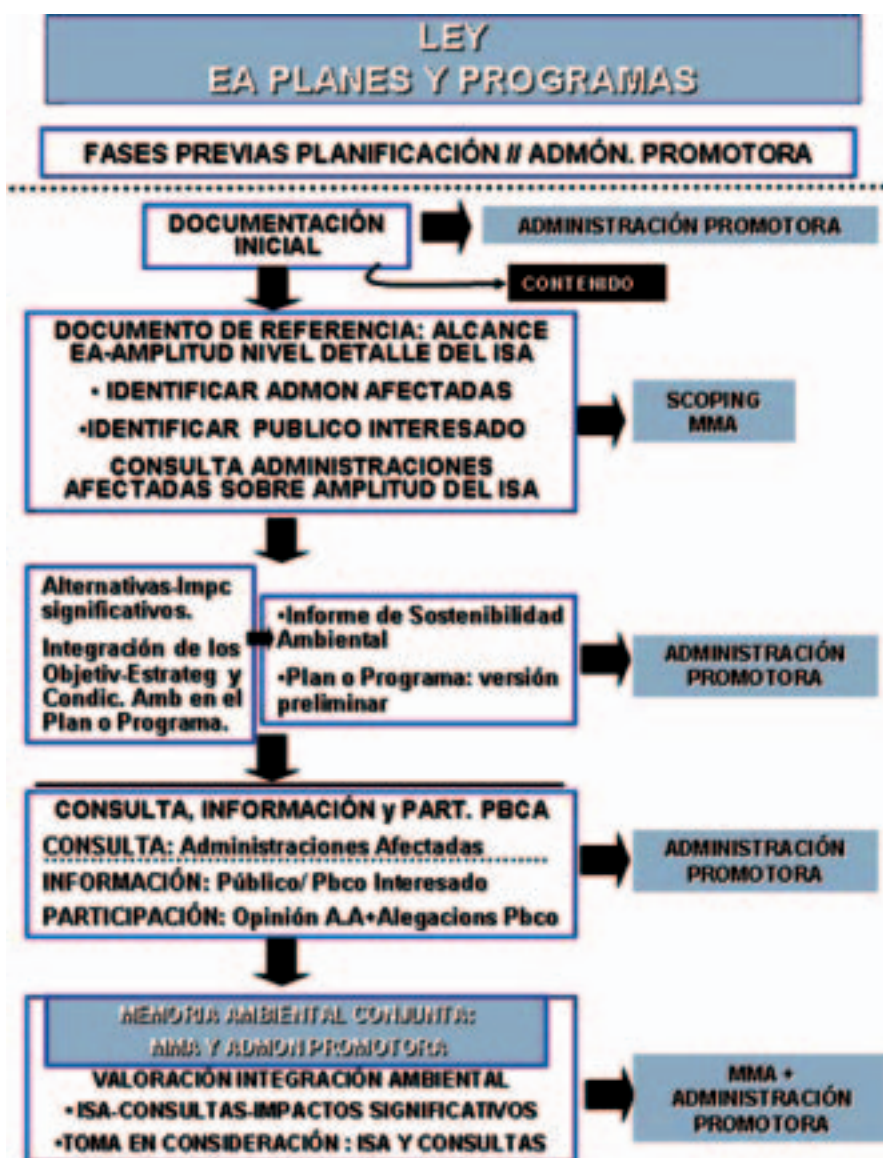 LEY
EA PLANES Y PROGRAMAS
FASES PREVIAS PLANIFICACIÓN // ADMÓN. PROMOTORA
DOCUMENTACIÓN
INICIAL
ADMINISTRACIÓN PROMOTORA
CONTENIDO
DOCUMENTO DE REFERENCIA: ALCANCE
EA-AMPLITUD NIVEL DETALLE DEL ISA
• IDENTIFICAR ADMON AFECTADAS
•IDENTIFICAR PUBLICO INTERESADO
CONSULTA ADMINISTRACIONES
AFECTADAS SOBRE AMPLITUD DEL ISA
SCOPING
MMA
Alternativas-Impc
significativos.
Integración de los
Objetiv-Estrateg y
Condic. Amb en el
Plan o Programa.
•Informe de Sostenibilidad
Ambiental
•Plan o Programa: versión
preliminar
ADMINISTRACIÓN
PROMOTORA
CONSULTA, INFORMACIÓN y PART. PBCA
CONSULTA: Administraciones Afectadas
INFORMACIÓN: Público/ Pbco Interesado
PARTICIPACIÓN: Opinión A.A+Alegacions Pbco
ADMINISTRACIÓN
PROMOTORA
MEMORIA AMBIENTAL CONJUNTA:
MMA Y ADMON PROMOTORA
VALORACIÓN INTEGRACIÓN AMBIENTAL
•ISA-CONSULTAS-IMPACTOS SIGNIFICATIVOS
•TOMA EN CONSIDERACIÓN : ISA Y CONSULTAS
MMA +
ADMINISTRACIÓN
PROMOTORA